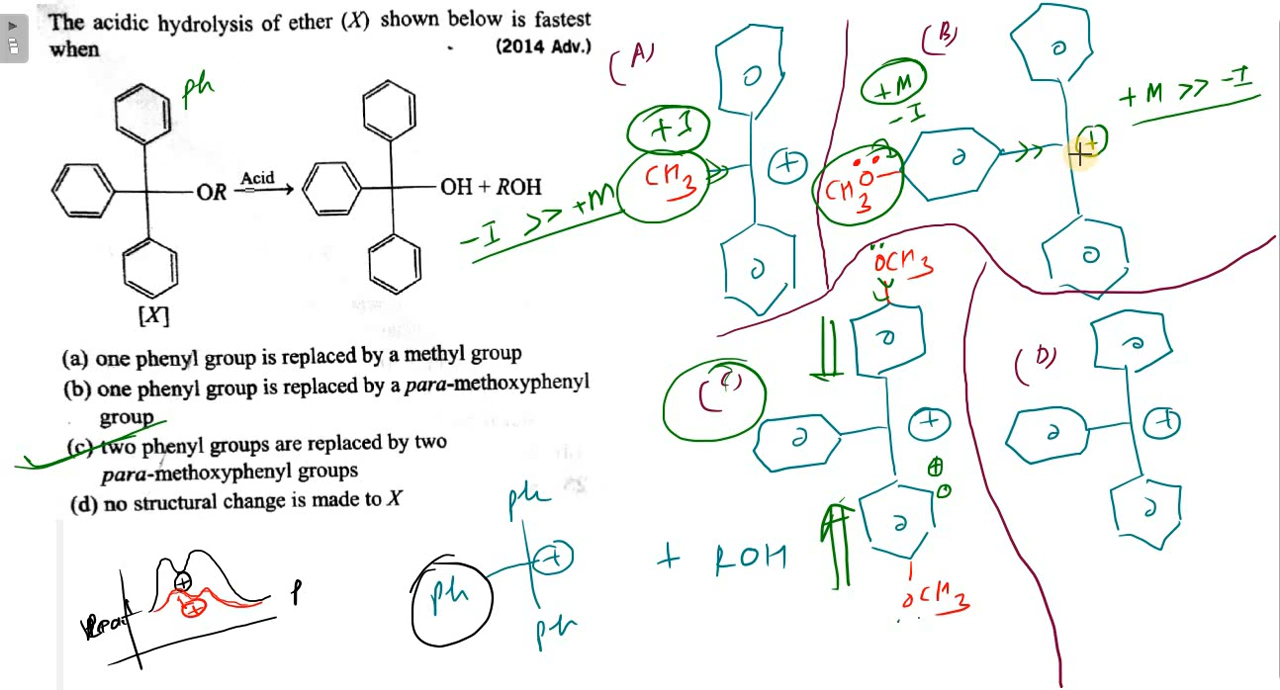 The acidic hydrolysis of ether (X) shown below is fastest
when (2014 Adv.)
ph
OR
Acid
OH + ROH
[X]
(a) one phenyl group is replaced by a methyl group
(b) one phenyl group is replaced by a para-methoxyphenyl
group
(c) two phenyl groups are replaced by two
para-methoxyphenyl groups
(d) no structural change is made to X
(A)
+I
CH3
+
-I >> +M
(B)
+M
-I
CH3O
+
+
+M >> -I
(C)
OCH3
+
+
OCH3
(D)
+
ph
ph
+
ph
+ ROH
+
+
P